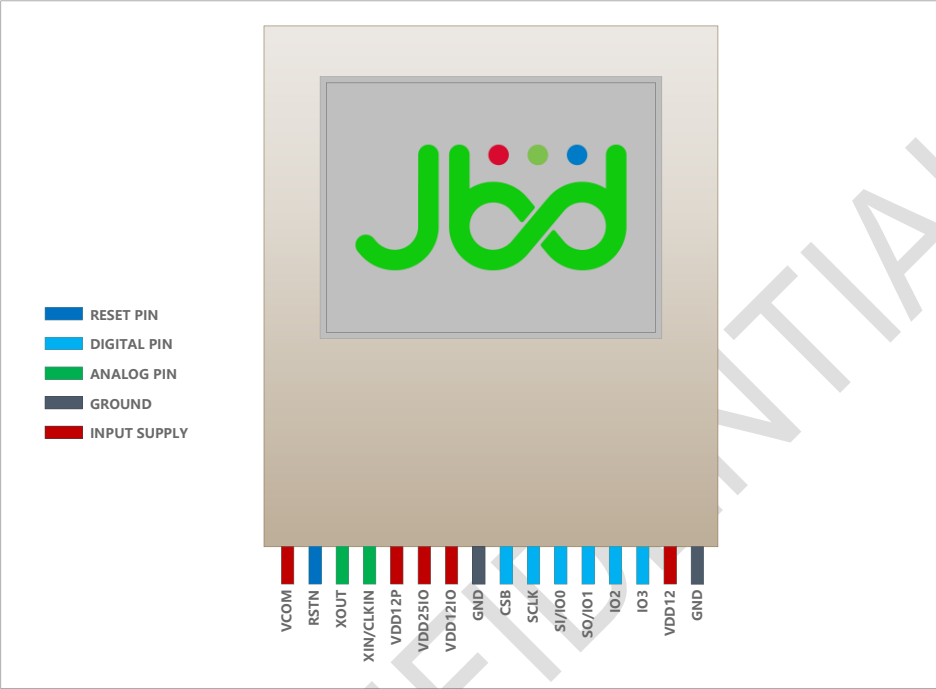 Jbd
RESET PIN
DIGITAL PIN
ANALOG PIN
GROUND
INPUT SUPPLY
VCOM
RSTN
XOUT
XIN/CLKIN
VDD12P
VDD25IO
VDD12IO
GND
CSB
SCLK
SI/IO0
SO/IO1
IO2
IO3
VDD12
GND